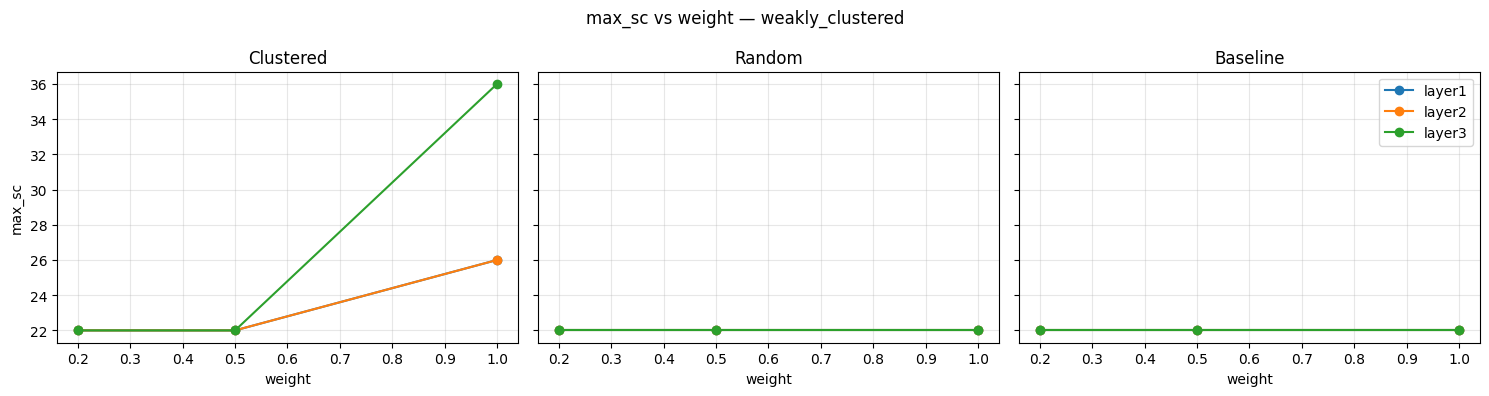 max_sc vs weight — weakly_clustered
Clustered
Random
Baseline
max_sc
36
34
32
30
28
26
24
22
0.2 0.3 0.4 0.5 0.6 0.7 0.8 0.9 1.0
weight
0.2 0.3 0.4 0.5 0.6 0.7 0.8 0.9 1.0
weight
layer1
layer2
layer3
0.2 0.3 0.4 0.5 0.6 0.7 0.8 0.9 1.0
weight